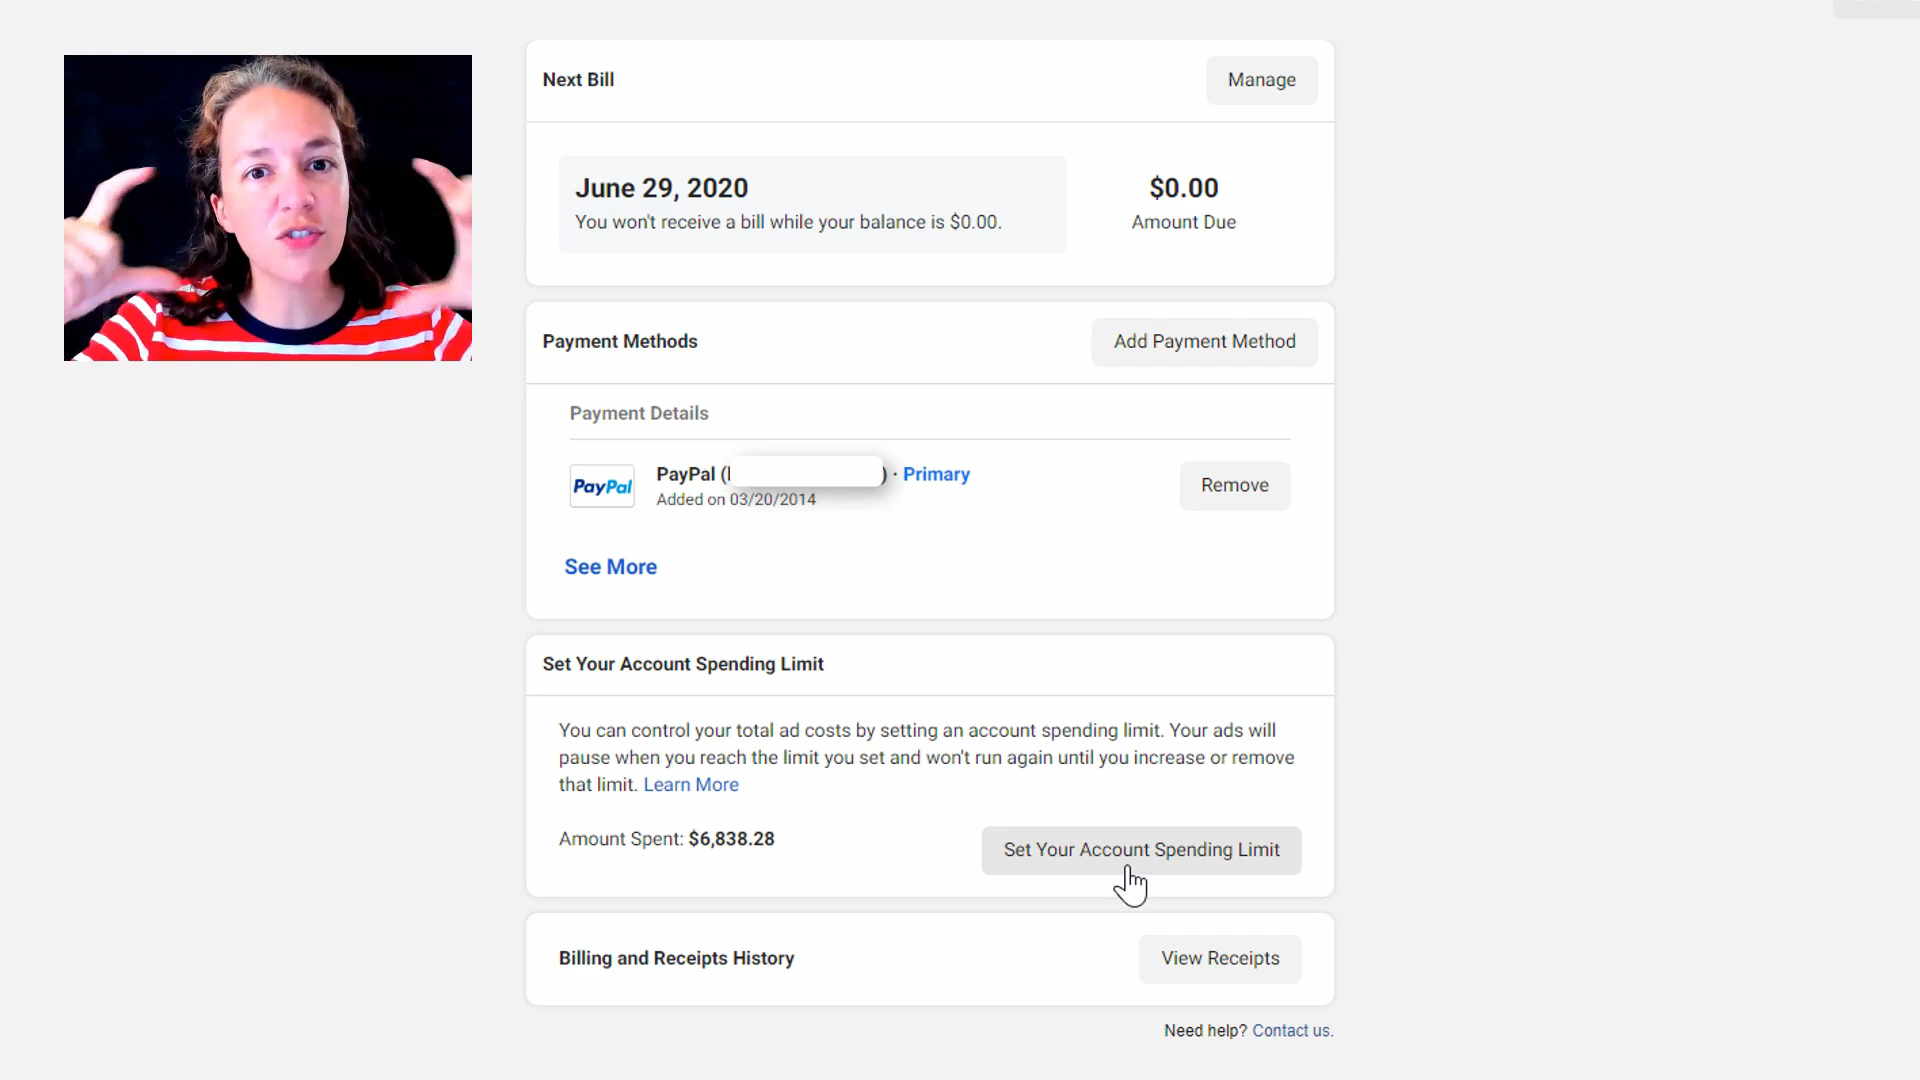 Next Bill
Manage
June 29, 2020
You won't receive a bill while your balance is $0.00.
$0.00
Amount Due
Payment Methods
Add Payment Method
Payment Details
PayPal
PayPal ( ) · Primary
Added on 03/20/2014
Remove
See More
Set Your Account Spending Limit
You can control your total ad costs by setting an account spending limit. Your ads will
pause when you reach the limit you set and won't run again until you increase or remove
that limit. Learn More
Amount Spent: $6,838.28
Set Your Account Spending Limit
Billing and Receipts History
View Receipts
Need help? Contact us.